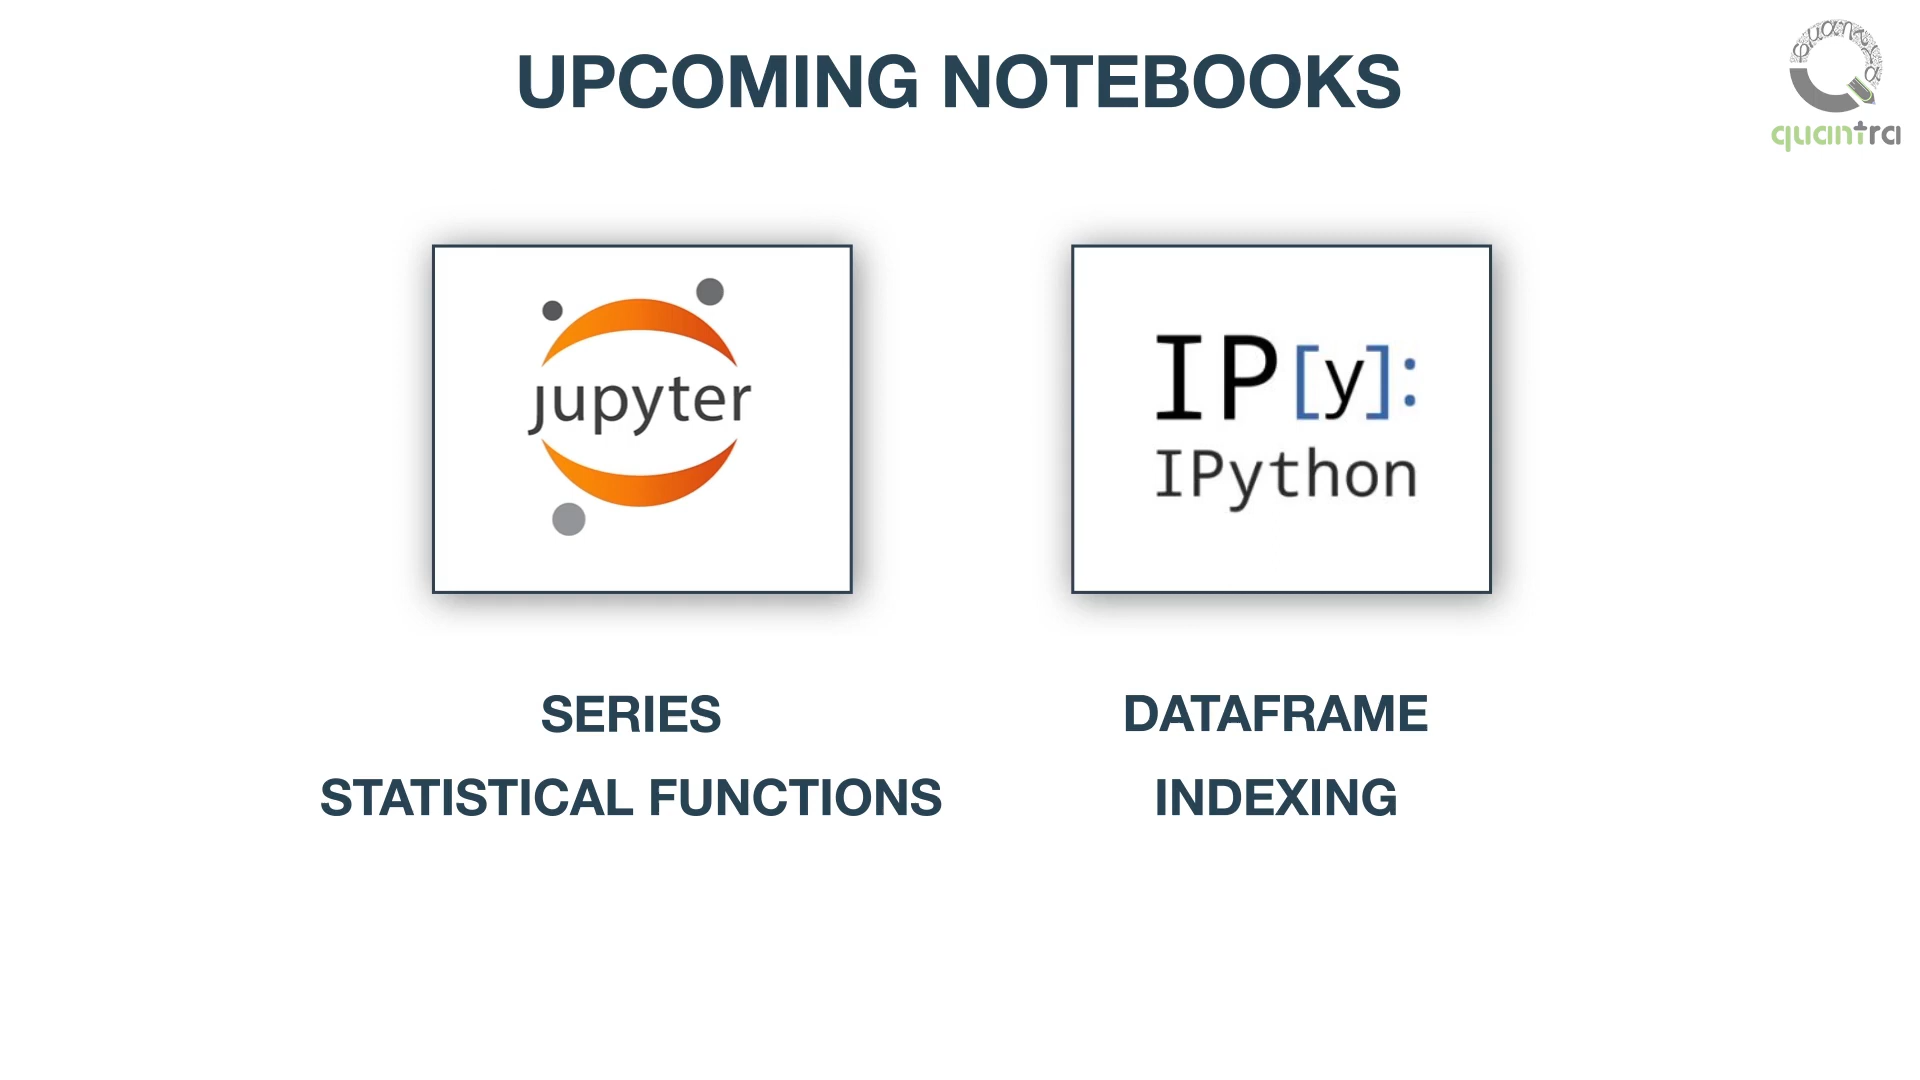 UPCOMING NOTEBOOKS
quantra
jupyter
IP[y]:
IPython
SERIES
DATAFRAME
STATISTICAL FUNCTIONS
INDEXING